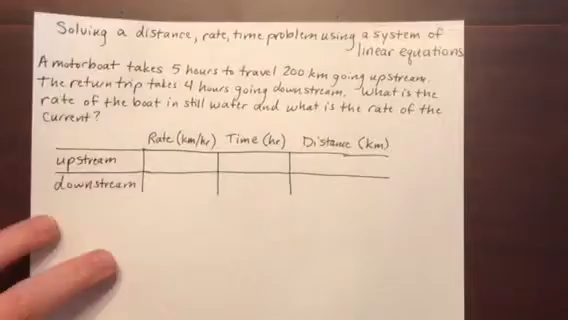 Solving a distance, rate, time problem using a system of
linear equations
A motorboat takes 5 hours to travel 200 km going upstream.
The return trip takes 4 hours going downstream. What is the
rate of the boat in still water and what is the rate of the
current?
Rate (km/hr) Time (hr) Distance (km)
upstream
downstream